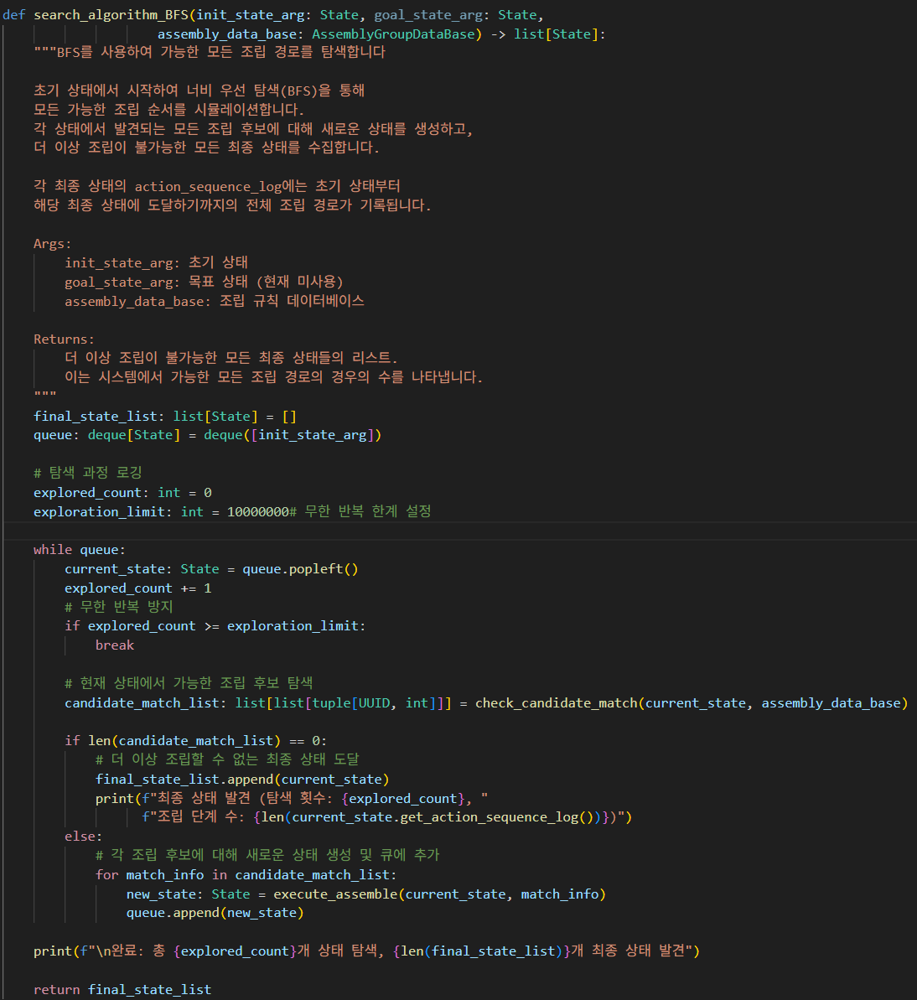 def search_algorithm_BFS(init_state_arg: State, goal_state_arg: State,
                    assembly_data_base: AssemblyGroupDataBase) -> list[State]:
    """BFS를 사용하여 가능한 모든 조립 경로를 탐색합니다

    초기 상태에서 시작하여 너비 우선 탐색(BFS)을 통해
    모든 가능한 조립 순서를 시뮬레이션합니다.
    각 상태에서 발견되는 모든 조립 후보에 대해 새로운 상태를 생성하고,
    더 이상 조립이 불가능한 모든 최종 상태를 수집합니다.

    각 최종 상태의 action_sequence_log에는 초기 상태부터
    해당 최종 상태에 도달하기까지의 전체 조립 경로가 기록됩니다.

    Args:
        init_state_arg: 초기 상태
        goal_state_arg: 목표 상태 (현재 미사용)
        assembly_data_base: 조립 규칙 데이터베이스

    Returns:
        더 이상 조립이 불가능한 모든 최종 상태들의 리스트.
        이는 시스템에서 가능한 모든 조립 경로의 경우의 수를 나타냅니다.
    """
    final_state_list: list[State] = []
    queue: deque[State] = deque([init_state_arg])

    # 탐색 과정 로깅
    explored_count: int = 0
    exploration_limit: int = 10000000# 무한 반복 한계 설정

    while queue:
        current_state: State = queue.popleft()
        explored_count += 1
        # 무한 반복 방지
        if explored_count >= exploration_limit:
            break

        # 현재 상태에서 가능한 조립 후보 탐색
        candidate_match_list: list[list[tuple[UUID, int]]] = check_candidate_match(current_state, assembly_data_base)

        if len(candidate_match_list) == 0:
            # 더 이상 조립할 수 없는 최종 상태 도달
            final_state_list.append(current_state)
            print(f"최종 상태 발견 (탐색 횟수: {explored_count}, "
                  f"조립 단계 수: {len(current_state.get_action_sequence_log())})")
        else:
            # 각 조립 후보에 대해 새로운 상태 생성 및 큐에 추가
            for match_info in candidate_match_list:
                new_state: State = execute_assemble(current_state, match_info)
                queue.append(new_state)

    print(f"\n완료: 총 {explored_count}개 상태 탐색, {len(final_state_list)}개 최종 상태 발견")

    return final_state_list